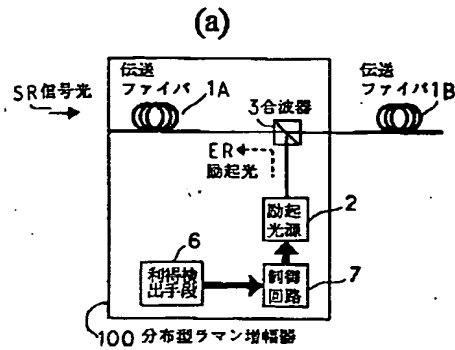 (a)
伝送
ファイバ
1A
SR信号光
3合波器
伝送
ファイバ
1B
ER
励起光
励起
光源
2
6
利得検
出手段
制御
回路
7
100 分布型ラマン増幅器